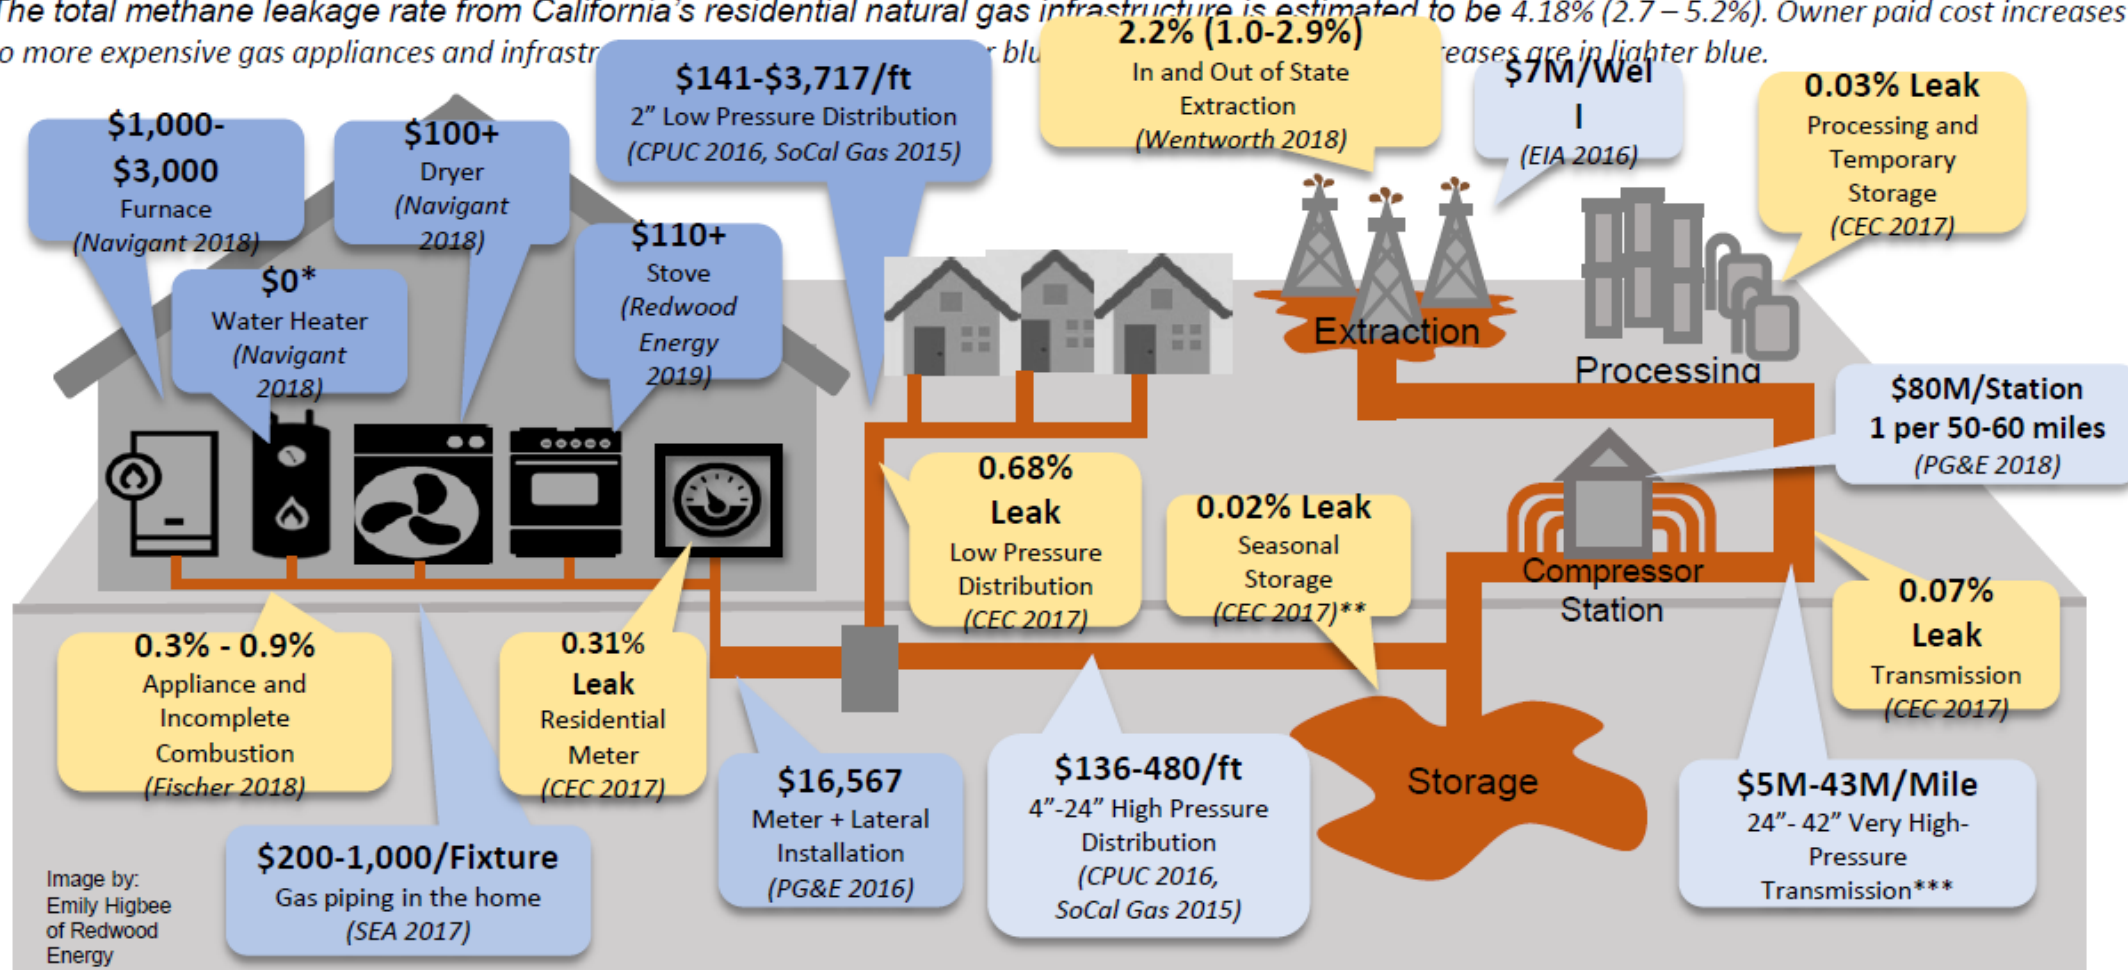 The total methane leakage rate from California's residential natural gas infrastructure is estimated to be 4.18% (2.7 – 5.2%). Owner paid cost increases
o more expensive gas appliances and infrastr
r blu
reases are in lighter blue.
$1,000-
$3,000
Furnace
(Navigant 2018)
$100+
Dryer
(Navigant
2018)
$0*
Water Heater
(Navigant
2018)
$110+
Stove
(Redwood
Energy
2019)
$141-$3,717/ft
2” Low Pressure Distribution
(CPUC 2016, SoCal Gas 2015)
2.2% (1.0-2.9%)
In and Out of State
Extraction
(Wentworth 2018)
$7M/Wel
l
(EIA 2016)
0.03% Leak
Processing and
Temporary
Storage
(CEC 2017)
Extraction
Processing
$80M/Station
1 per 50-60 miles
(PG&E 2018)
0.68%
Leak
Low Pressure
Distribution
(CEC 2017)
0.02% Leak
Seasonal
Storage
(CEC 2017)**
Compressor
Station
0.07%
Leak
Transmission
(CEC 2017)
0.3% - 0.9%
Appliance and
Incomplete
Combustion
(Fischer 2018)
0.31%
Leak
Residential
Meter
(CEC 2017)
$200-1,000/Fixture
Gas piping in the home
(SEA 2017)
$16,567
Meter + Lateral
Installation
(PG&E 2016)
$136-480/ft
4”-24” High Pressure
Distribution
(CPUC 2016,
SoCal Gas 2015)
Storage
$5M-43M/Mile
24”- 42” Very High-
Pressure
Transmission***
Image by:
Emily Higbee
of Redwood
Energy